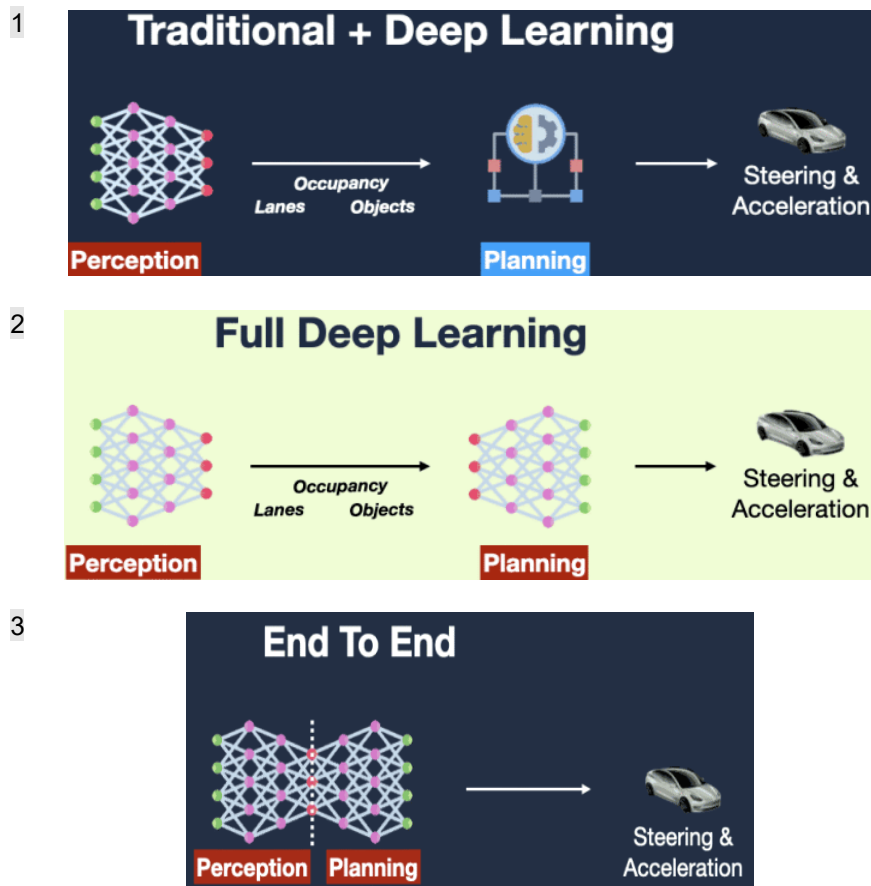 1
Traditional + Deep Learning
Occupancy
Lanes Objects
Steering &
Acceleration
Perception
Planning
2
Full Deep Learning
Occupancy
Lanes Objects
Steering &
Acceleration
Perception
Planning
3
End To End
Steering &
Acceleration
Perception
Planning